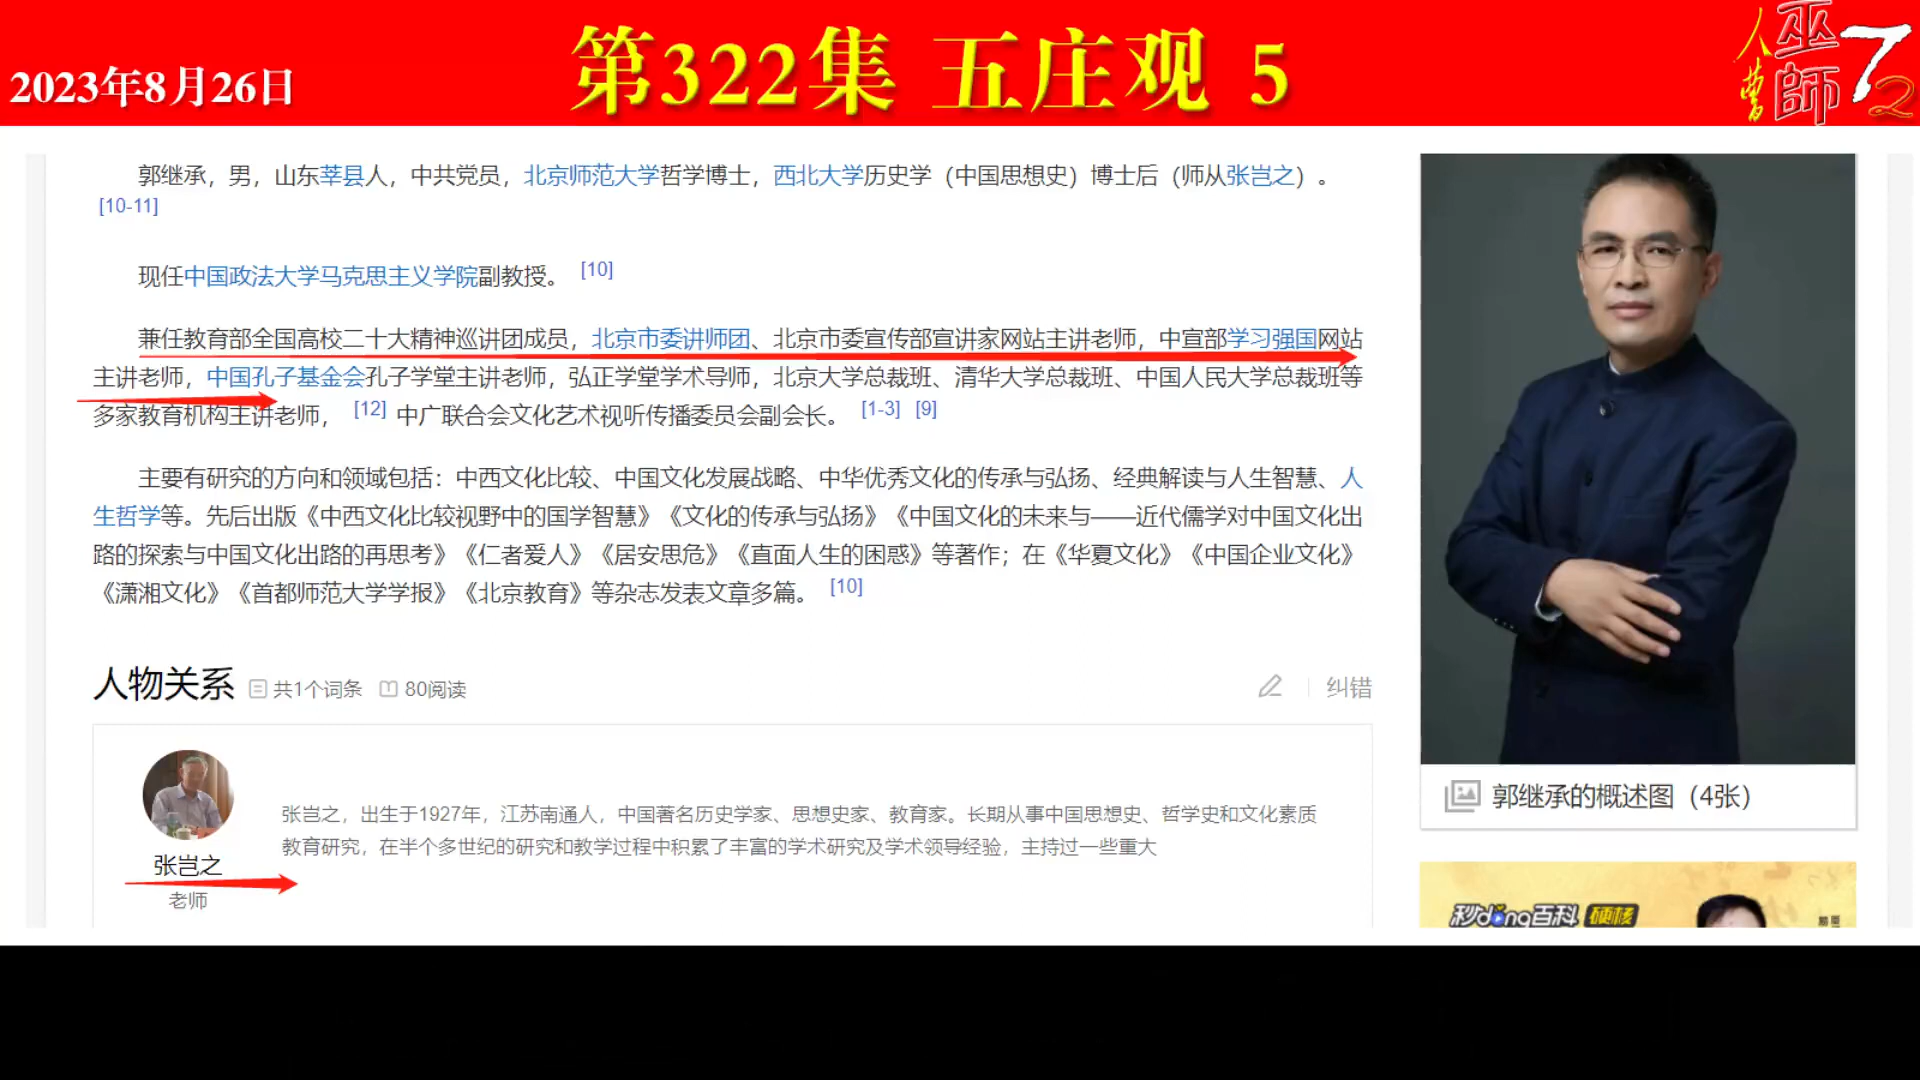 2023年8月26日
第322集 五庄观 5
人曹
巫師
72
郭继承，男，山东莘县人，中共党员，北京师范大学哲学博士，西北大学历史学（中国思想史）博士后（师从张岂之）。
[10-11]
现任中国政法大学马克思主义学院副教授。 [10]
兼任教育部全国高校二十大精神巡讲团成员，北京市委讲师团、北京市委宣传部宣讲家网站主讲老师，中宣部学习强国网站
主讲老师，中国孔子基金会孔子学堂主讲老师，弘正学堂学术导师，北京大学总裁班、清华大学总裁班、中国人民大学总裁班等
多家教育机构主讲老师， [12] 中广联合会文化艺术视听传播委员会副会长。 [1-3] [9]
主要有研究的方向和领域包括：中西文化比较、中国文化发展战略、中华优秀文化的传承与弘扬、经典解读与人生智慧、人
生哲学等。先后出版《中西文化比较视野中的国学智慧》《文化的传承与弘扬》《中国文化的未来与——近代儒学对中国文化出
路的探索与中国文化出路的再思考》《仁者爱人》《居安思危》《直面人生的困惑》等著作；在《华夏文化》《中国企业文化》
《潇湘文化》《首都师范大学学报》《北京教育》等杂志发表文章多篇。 [10]
人物关系 共1个词条 80阅读 纠错
张岂之，出生于1927年，江苏南通人，中国著名历史学家、思想史家、教育家。长期从事中国思想史、哲学史和文化素质
教育研究，在半个多世纪的研究和教学过程中积累了丰富的学术研究及学术领导经验，主持过一些重大
张岂之
老师
郭继承的概述图（4张）
秒dong百科 硬核